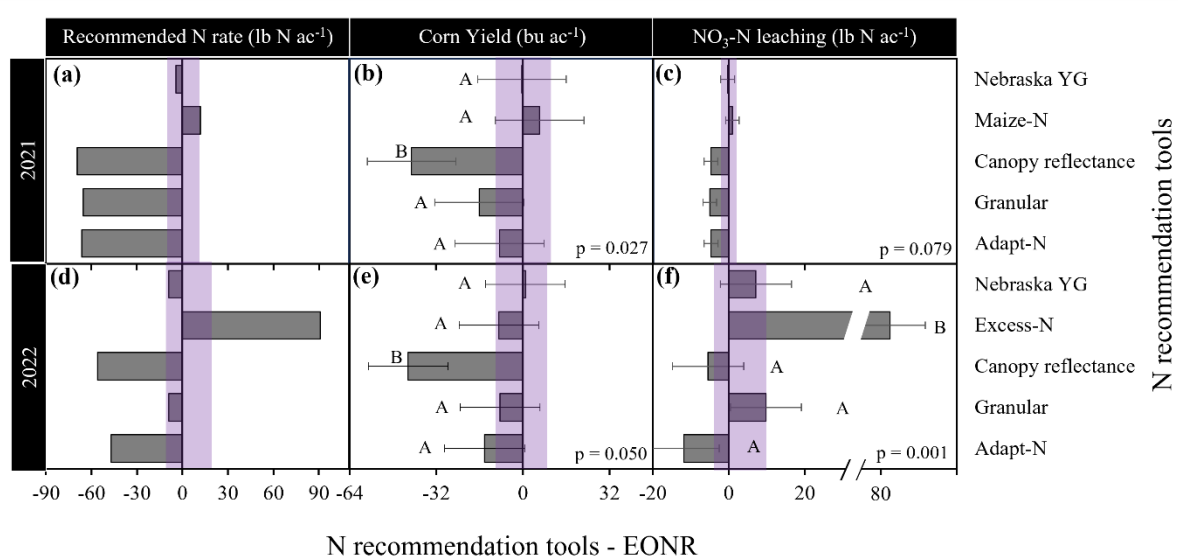 Recommended N rate (lb N ac⁻¹)
Corn Yield (bu ac⁻¹)
NO₃-N leaching (lb N ac⁻¹)
2021
(a)
(b)
A
A
B
A
A
p = 0.027
(c)
p = 0.079
Nebraska YG
Maize-N
Canopy reflectance
Granular
Adapt-N
N recommendation tools
2022
(d)
(e)
A
A
B
A
A
p = 0.050
(f)
A
B
A
A
A
p = 0.001
Nebraska YG
Excess-N
Canopy reflectance
Granular
Adapt-N
-90 -60 -30 0 30 60 90
-64 -32 0 32
-20 0 80
N recommendation tools - EONR